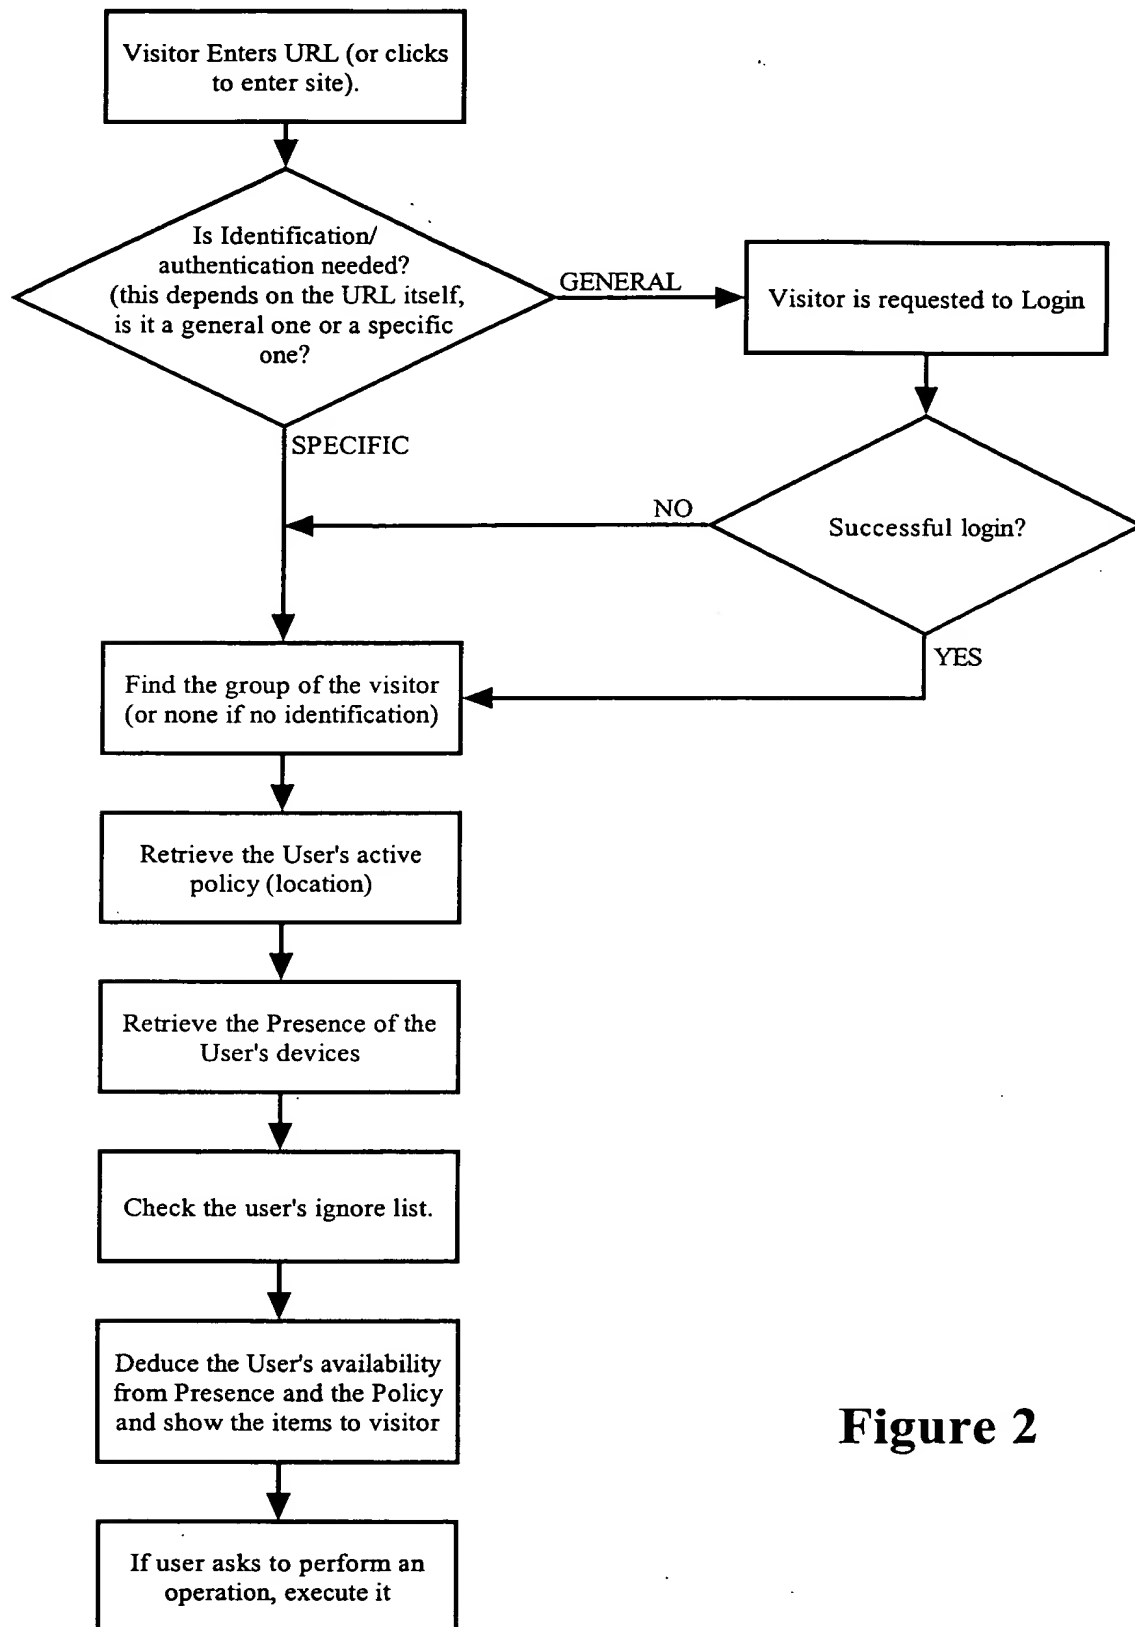 Visitor Enters URL (or clicks
to enter site).
Is Identification/
authentication needed?
(this depends on the URL itself,
is it a general one or a specific
one?
GENERAL
Visitor is requested to Login
SPECIFIC
NO
Successful login?
YES
Find the group of the visitor
(or none if no identification)
Retrieve the User's active
policy (location)
Retrieve the Presence of the
User's devices
Check the user's ignore list.
Deduce the User's availability
from Presence and the Policy
and show the items to visitor
Figure 2
If user asks to perform an
operation, execute it